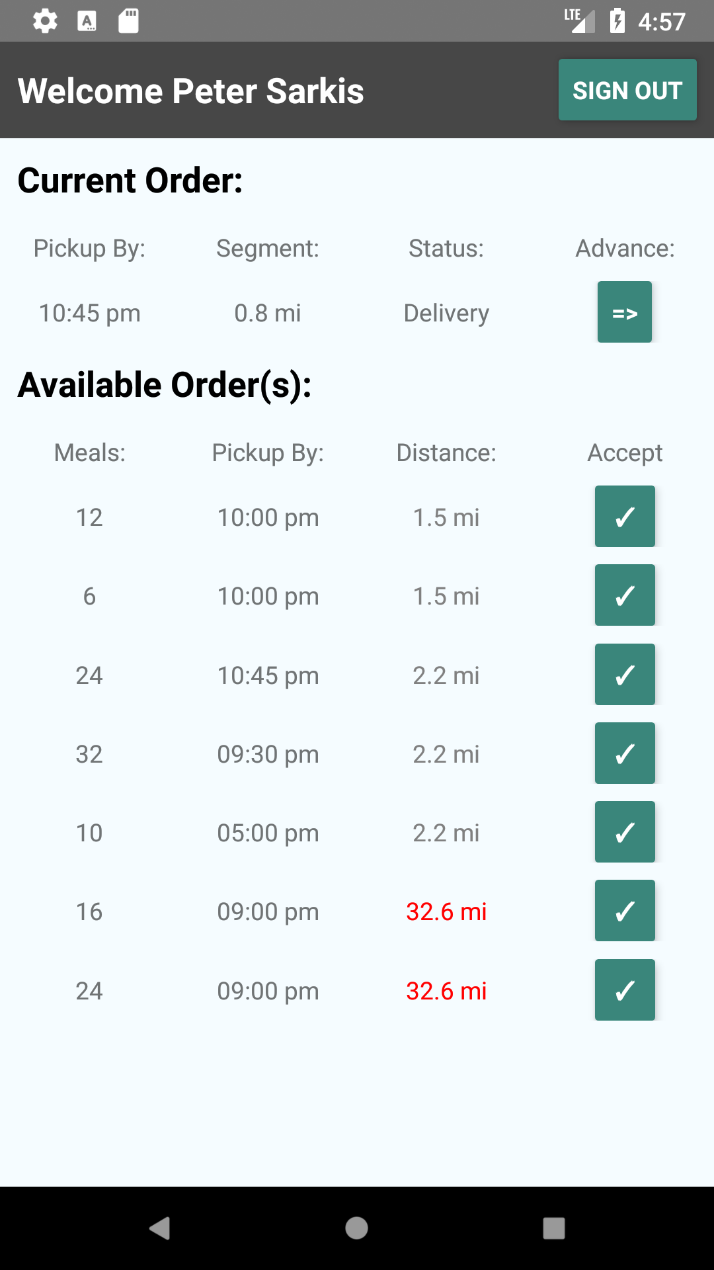 LTE 4:57
Welcome Peter Sarkis SIGN OUT
Current Order:
Pickup By: Segment: Status: Advance:
10:45 pm 0.8 mi Delivery =>
Available Order(s):
Meals: Pickup By: Distance: Accept
12 10:00 pm 1.5 mi ✓
6 10:00 pm 1.5 mi ✓
24 10:45 pm 2.2 mi ✓
32 09:30 pm 2.2 mi ✓
10 05:00 pm 2.2 mi ✓
16 09:00 pm 32.6 mi ✓
24 09:00 pm 32.6 mi ✓